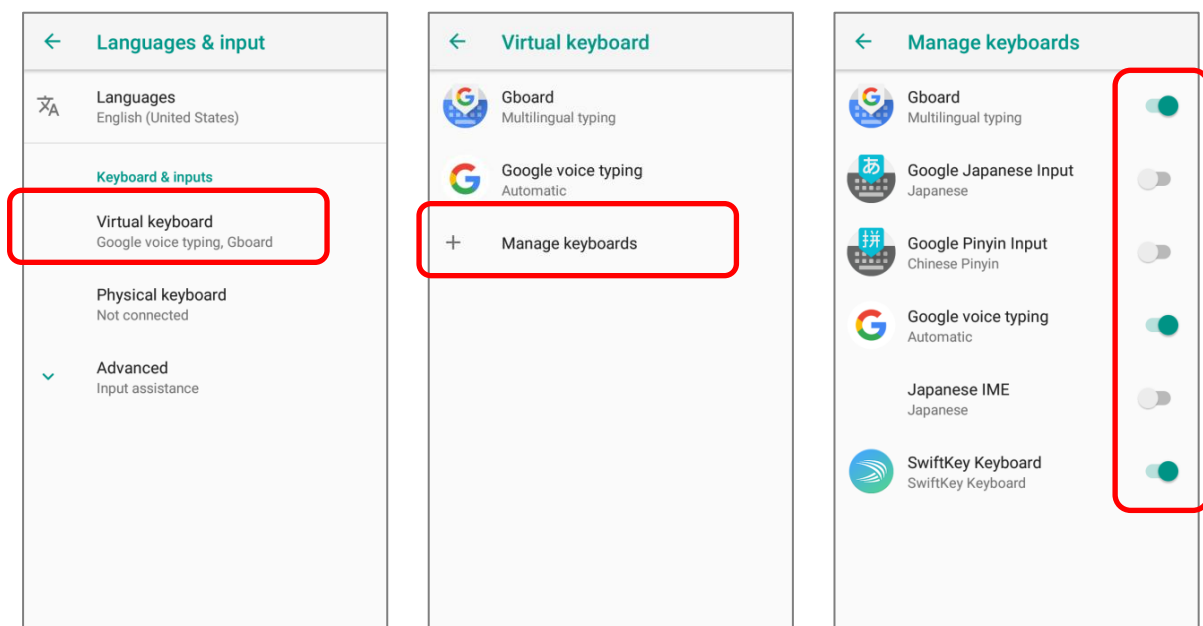 Languages & input
Languages
English (United States)
Keyboard & inputs
Virtual keyboard
Google voice typing, Gboard
Physical keyboard
Not connected
Advanced
Input assistance
Virtual keyboard
Gboard
Multilingual typing
Google voice typing
Automatic
Manage keyboards
Manage keyboards
Gboard
Multilingual typing
あ
Google Japanese Input
Japanese
拼
Google Pinyin Input
Chinese Pinyin
Google voice typing
Automatic
Japanese IME
Japanese
SwiftKey Keyboard
SwiftKey Keyboard